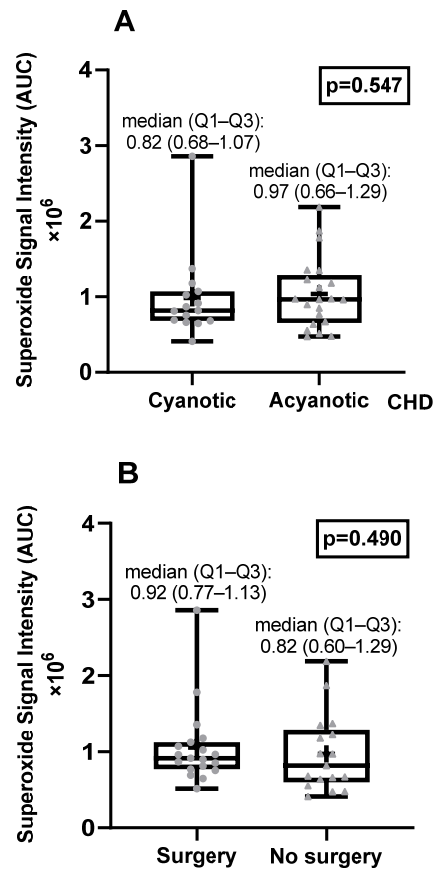 A
Superoxide Signal Intensity (AUC)
×10⁶
4
3
2
1
0
p=0.547
median (Q1–Q3):
0.82 (0.68–1.07)
median (Q1–Q3):
0.97 (0.66–1.29)
Cyanotic
Acyanotic
CHD
B
Superoxide Signal Intensity (AUC)
×10⁶
4
3
2
1
0
p=0.490
median (Q1–Q3):
0.92 (0.77–1.13)
median (Q1–Q3):
0.82 (0.60–1.29)
Surgery
No surgery